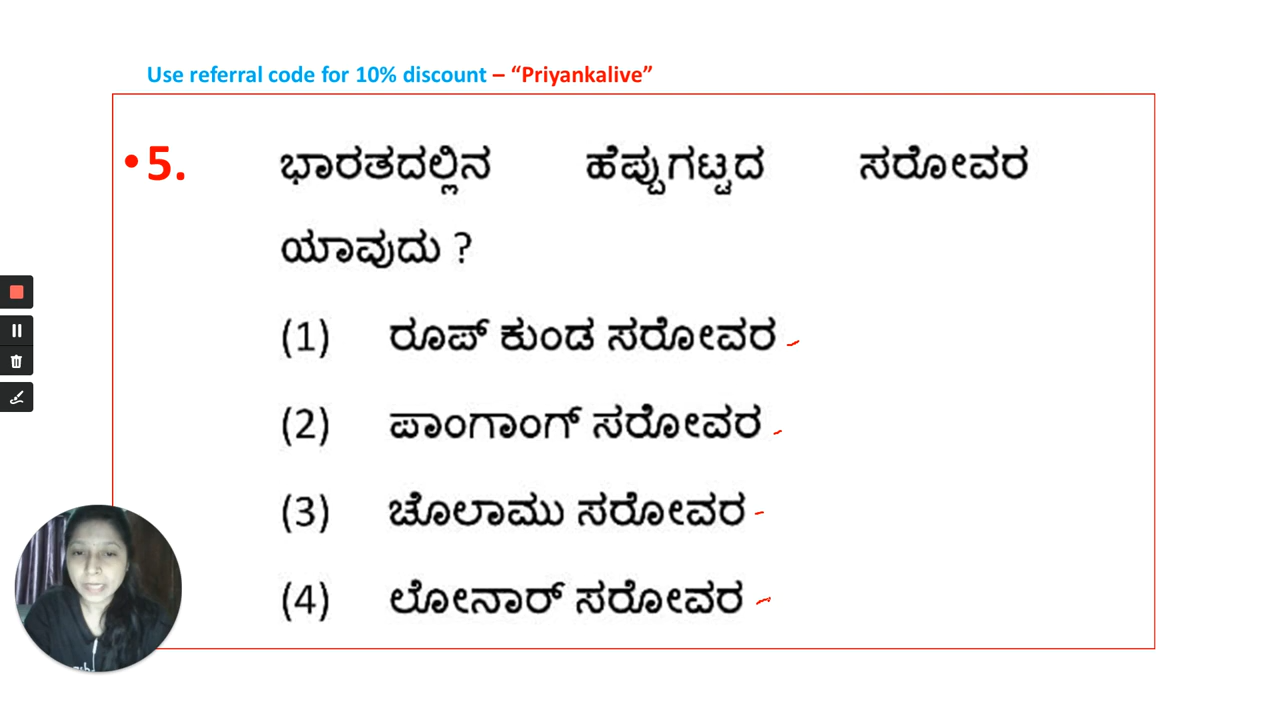 Use referral code for 10% discount – “Priyankalive”
• 5. ಭಾರತದಲ್ಲಿನ ಹೆಪ್ಪುಗಟ್ಟದ ಸರೋವರ
ಯಾವುದು ?
(1) ರೂಪ್ ಕುಂಡ ಸರೋವರ
(2) ಪಾಂಗಾಂಗ್ ಸರೋವರ
(3) ಚೊಲಾಮು ಸರೋವರ
(4) ಲೋನಾರ್ ಸರೋವರ